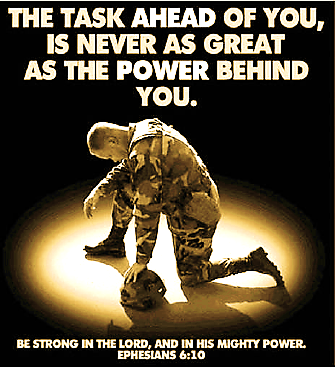 THE TASK AHEAD OF YOU,
IS NEVER AS GREAT
AS THE POWER BEHIND
YOU.
BE STRONG IN THE LORD, AND IN HIS MIGHTY POWER.
EPHESIANS 6:10